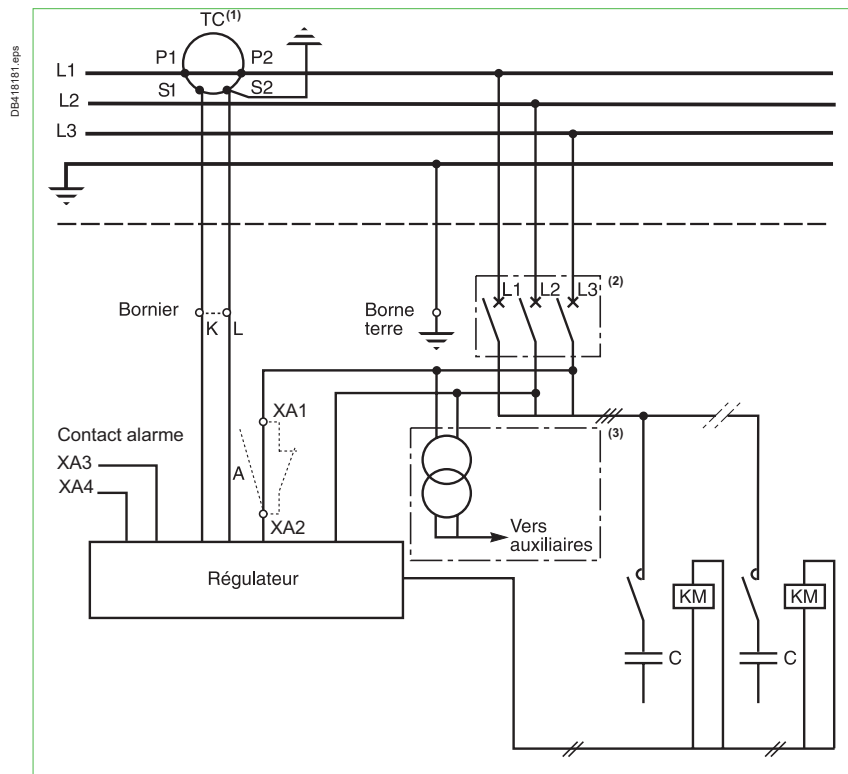 DB418181.eps
TC(1)
P1 P2
L1
S1 S2
L2
L3
L1 L2 L3 (2)
Bornier
K L
Borne
terre
XA1
(3)
Contact alarme
XA3
A
XA4
XA2
Vers
auxiliaires
Régulateur
KM KM
C C